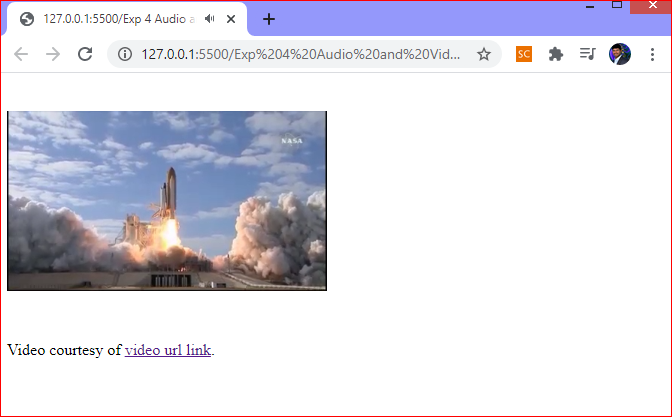 127.0.0.1:5500/Exp 4 Audio a
127.0.0.1:5500/Exp%204%20Audio%20and%20Vid...
SC
NASA
Video courtesy of video url link.